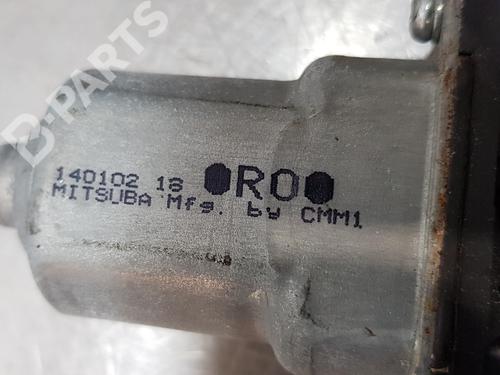 B-PARTS
140102 18 ●RO●
MITSUBA Mfg. by CMM1